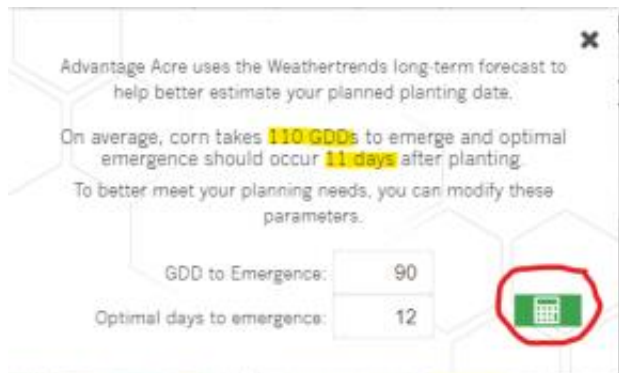 Advantage Acre uses the Weathertrends long-term forecast to
help better estimate your planned planting date.
On average, corn takes 110 GDDs to emerge and optimal
emergence should occur 11 days after planting.
To better meet your planning needs, you can modify these
parameters.
GDD to Emergence: 90
Optimal days to emergence: 12